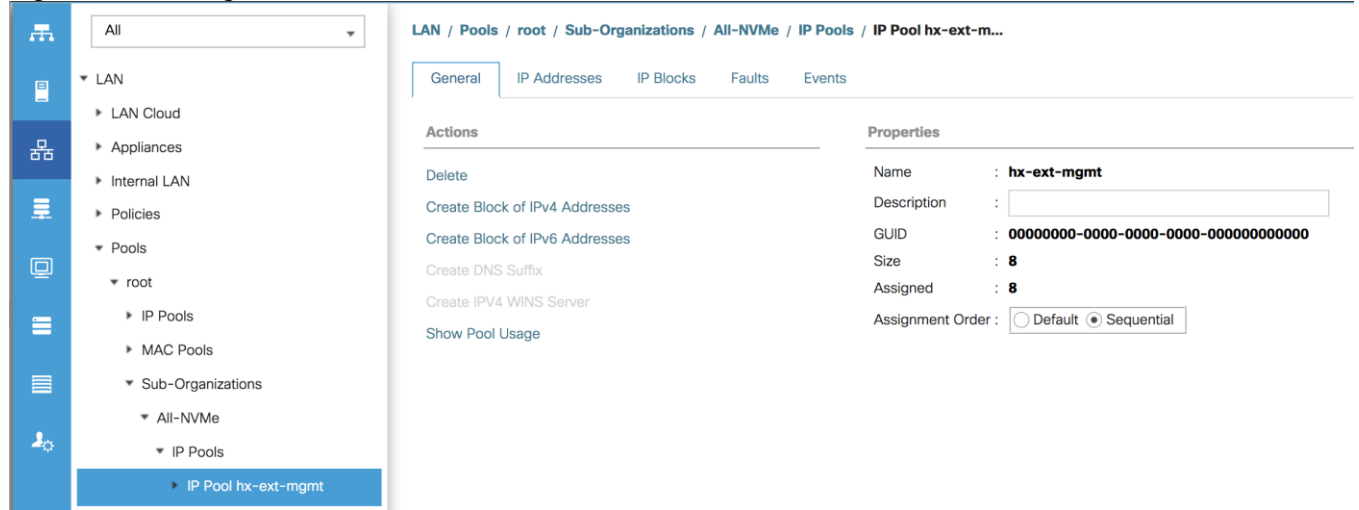 All
LAN
LAN Cloud
Appliances
Internal LAN
Policies
Pools
root
IP Pools
MAC Pools
Sub-Organizations
All-NVMe
IP Pools
IP Pool hx-ext-mgmt
LAN / Pools / root / Sub-Organizations / All-NVMe / IP Pools / IP Pool hx-ext-m...
General IP Addresses IP Blocks Faults Events
Actions
Delete
Create Block of IPv4 Addresses
Create Block of IPv6 Addresses
Create DNS Suffix
Create IPV4 WINS Server
Show Pool Usage
Properties
Name : hx-ext-mgmt
Description :
GUID : 00000000-0000-0000-0000-000000000000
Size : 8
Assigned : 8
Assignment Order : Default Sequential